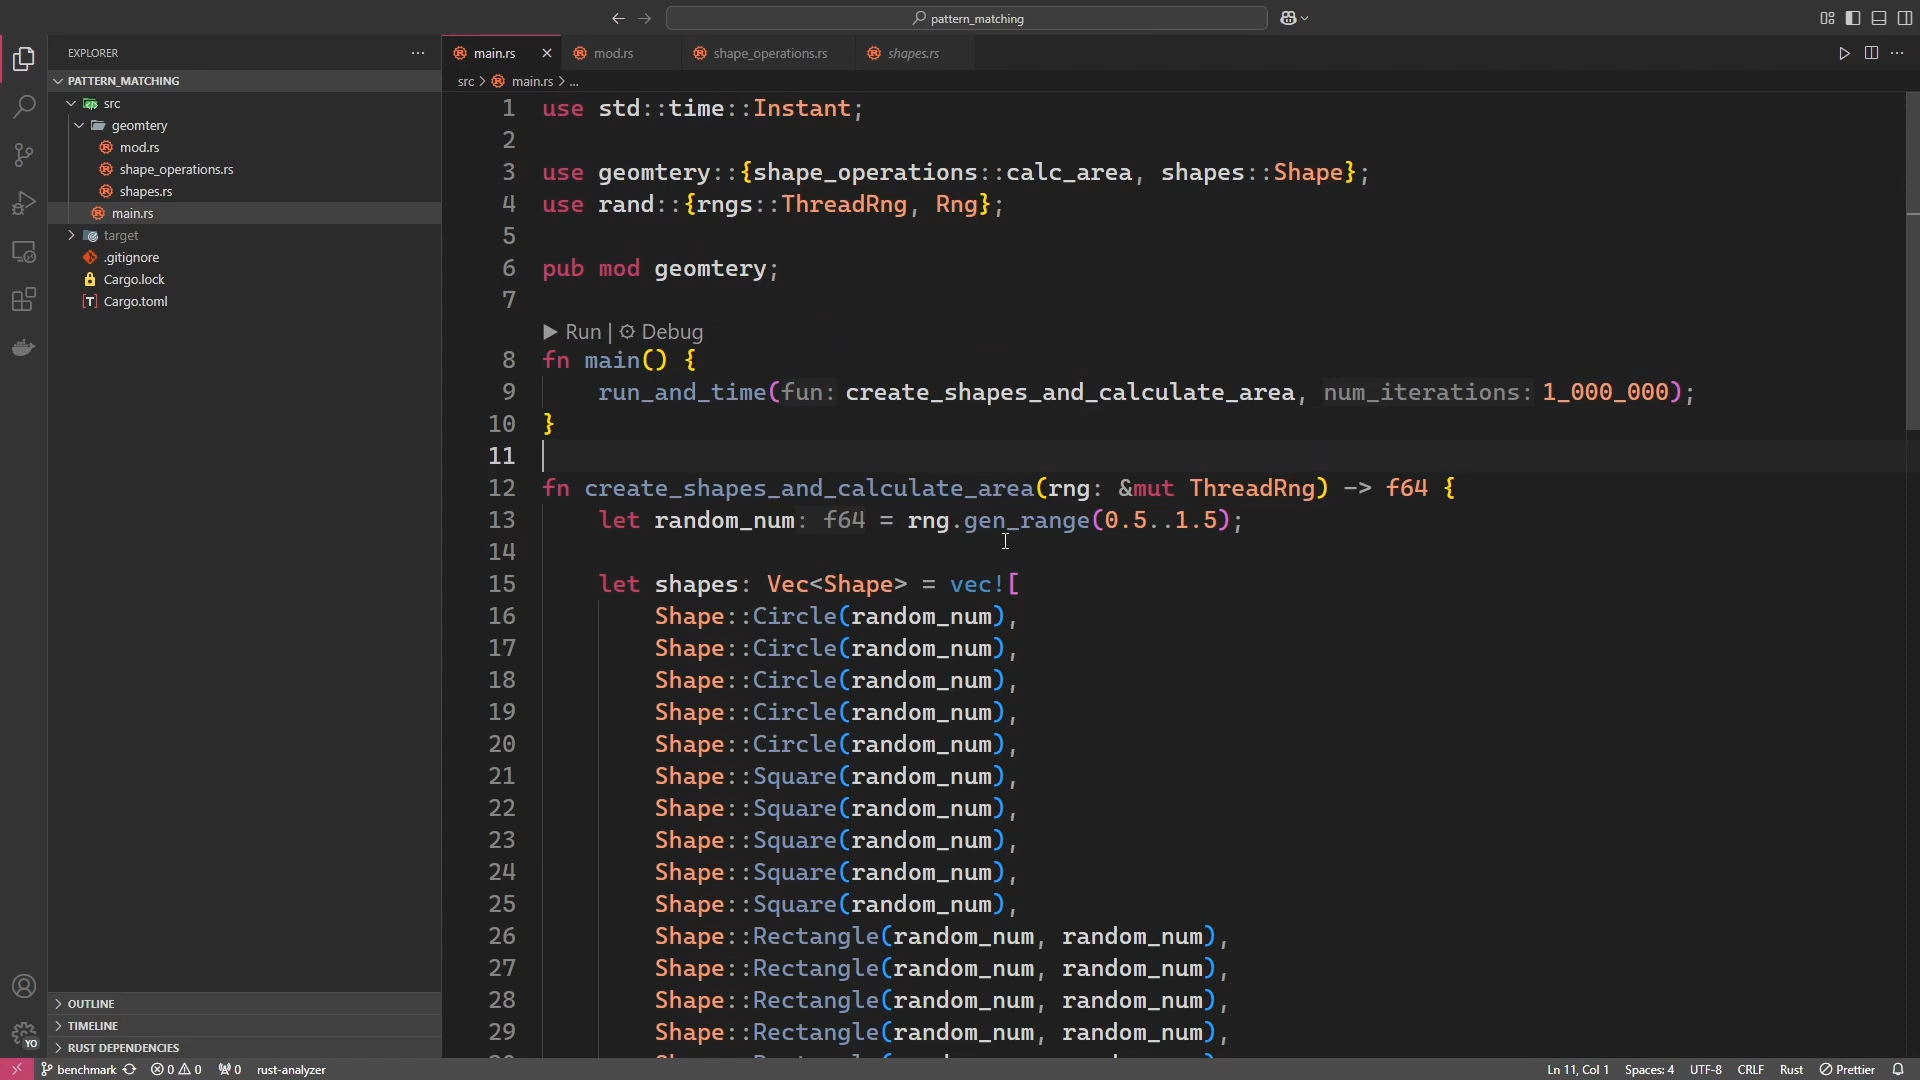 pattern_matching
EXPLORER
PATTERN_MATCHING
src
geomtery
mod.rs
shape_operations.rs
shapes.rs
main.rs
target
.gitignore
Cargo.lock
Cargo.toml
OUTLINE
TIMELINE
RUST DEPENDENCIES
main.rs
mod.rs
shape_operations.rs
shapes.rs
src > main.rs > ...
1 use std::time::Instant;
2
3 use geomtery::{shape_operations::calc_area, shapes::Shape};
4 use rand::{rngs::ThreadRng, Rng};
5
6 pub mod geomtery;
7
▶ Run | Debug
8 fn main() {
9 run_and_time(fun: create_shapes_and_calculate_area, num_iterations: 1_000_000);
10 }
11
12 fn create_shapes_and_calculate_area(rng: &mut ThreadRng) -> f64 {
13 let random_num: f64 = rng.gen_range(0.5..1.5);
14
15 let shapes: Vec<Shape> = vec![
16 Shape::Circle(random_num),
17 Shape::Circle(random_num),
18 Shape::Circle(random_num),
19 Shape::Circle(random_num),
20 Shape::Circle(random_num),
21 Shape::Square(random_num),
22 Shape::Square(random_num),
23 Shape::Square(random_num),
24 Shape::Square(random_num),
25 Shape::Square(random_num),
26 Shape::Rectangle(random_num, random_num),
27 Shape::Rectangle(random_num, random_num),
28 Shape::Rectangle(random_num, random_num),
29 Shape::Rectangle(random_num, random_num),
YO
benchmark 0 0 0 rust-analyzer Ln 11, Col 1 Spaces: 4 UTF-8 CRLF Rust Prettier